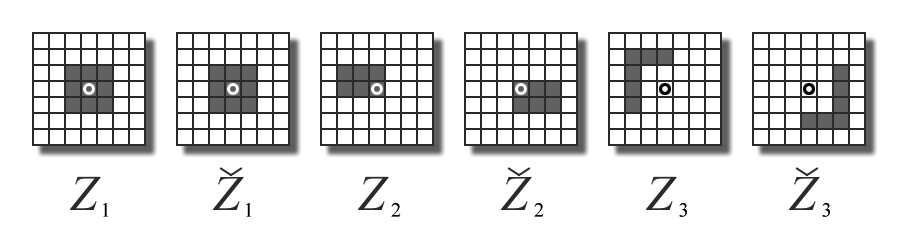 Z₁ Ž₁ Z₂ Ž₂ Z₃ Ž₃